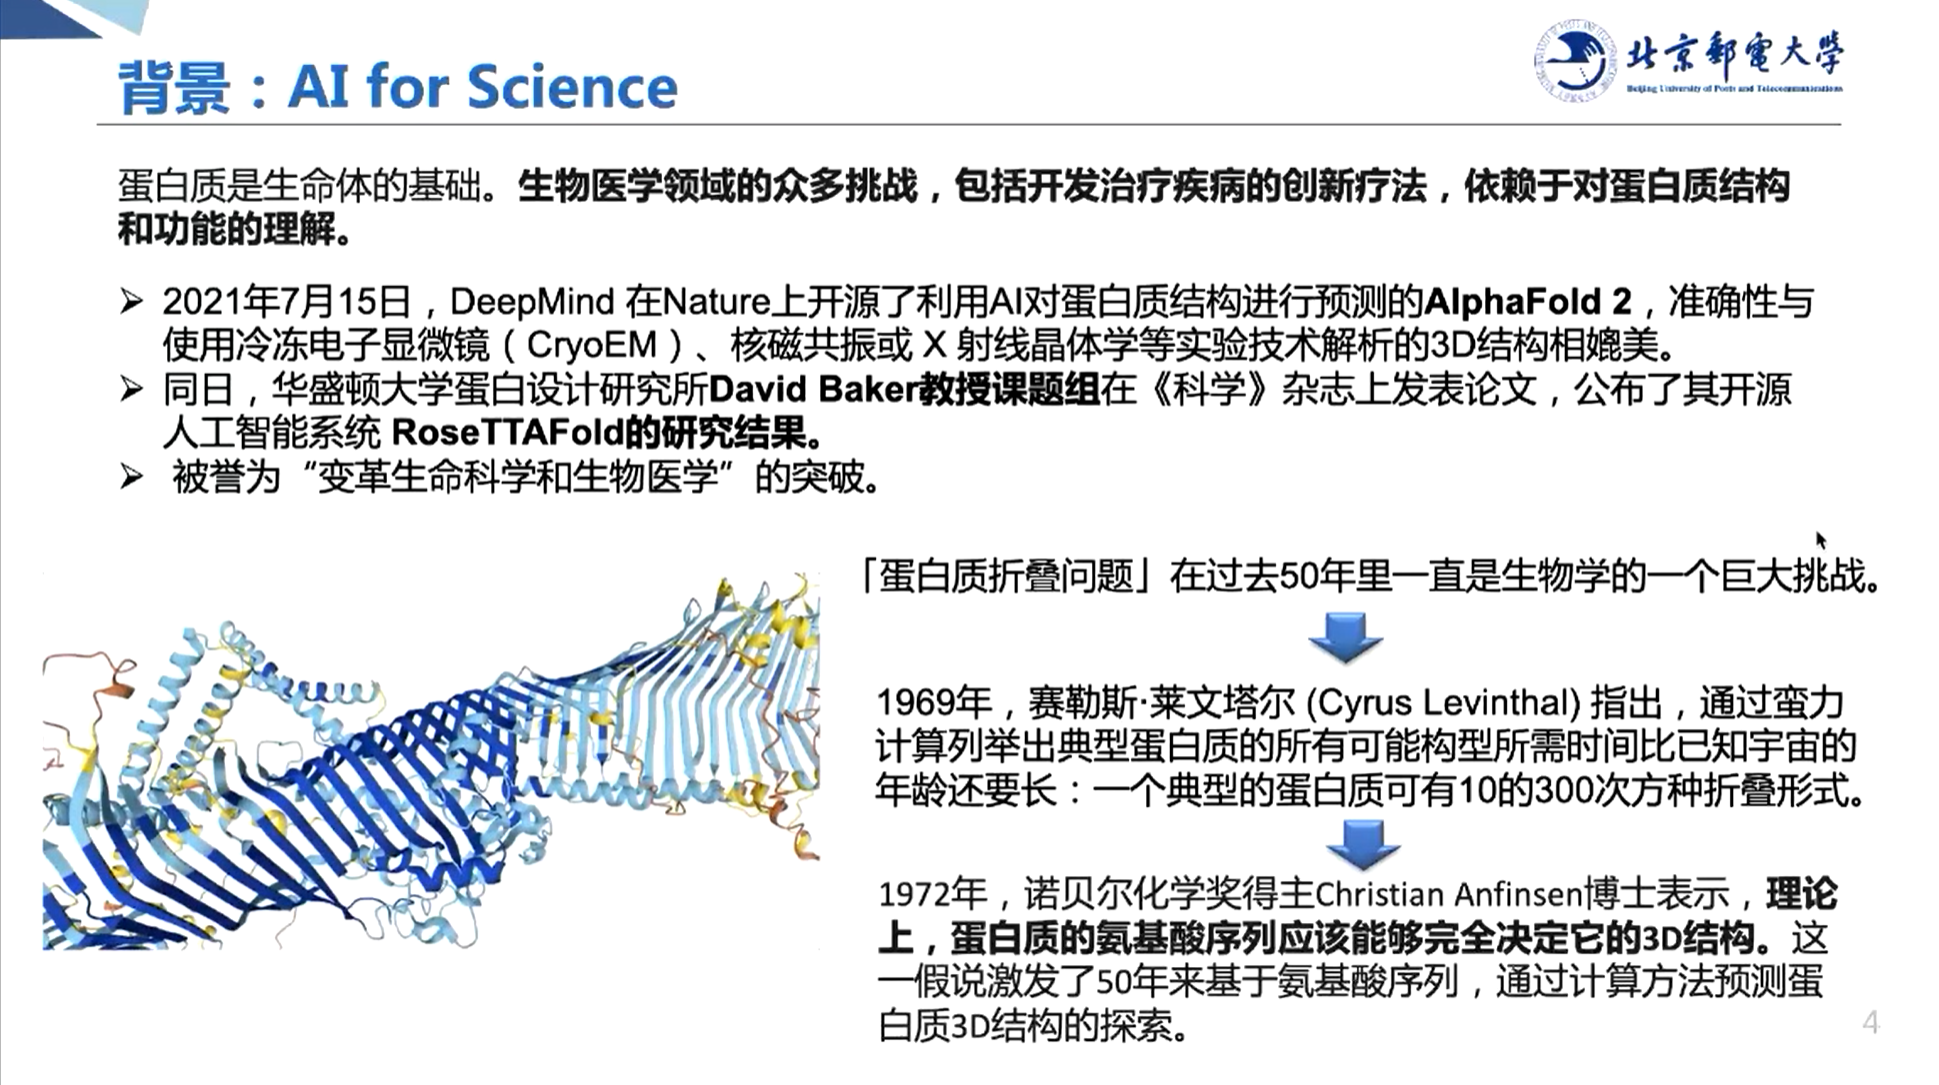 背景：AI for Science
北京郵電大學
Beijing University of Posts and Telecommunications
蛋白质是生命体的基础。生物医学领域的众多挑战，包括开发治疗疾病的创新疗法，依赖于对蛋白质结构
和功能的理解。
➢ 2021年7月15日，DeepMind 在Nature上开源了利用AI对蛋白质结构进行预测的AlphaFold 2，准确性与
使用冷冻电子显微镜（CryoEM）、核磁共振或 X 射线晶体学等实验技术解析的3D结构相媲美。
➢ 同日，华盛顿大学蛋白设计研究所David Baker教授课题组在《科学》杂志上发表论文，公布了其开源
人工智能系统 RoseTTAFold的研究结果。
➢ 被誉为“变革生命科学和生物医学”的突破。
「蛋白质折叠问题」在过去50年里一直是生物学的一个巨大挑战。
1969年，赛勒斯·莱文塔尔 (Cyrus Levinthal) 指出，通过蛮力
计算列举出典型蛋白质的所有可能构型所需时间比已知宇宙的
年龄还要长：一个典型的蛋白质可有10的300次方种折叠形式。
1972年，诺贝尔化学奖得主Christian Anfinsen博士表示，理论
上，蛋白质的氨基酸序列应该能够完全决定它的3D结构。这
一假说激发了50年来基于氨基酸序列，通过计算方法预测蛋
白质3D结构的探索。
4